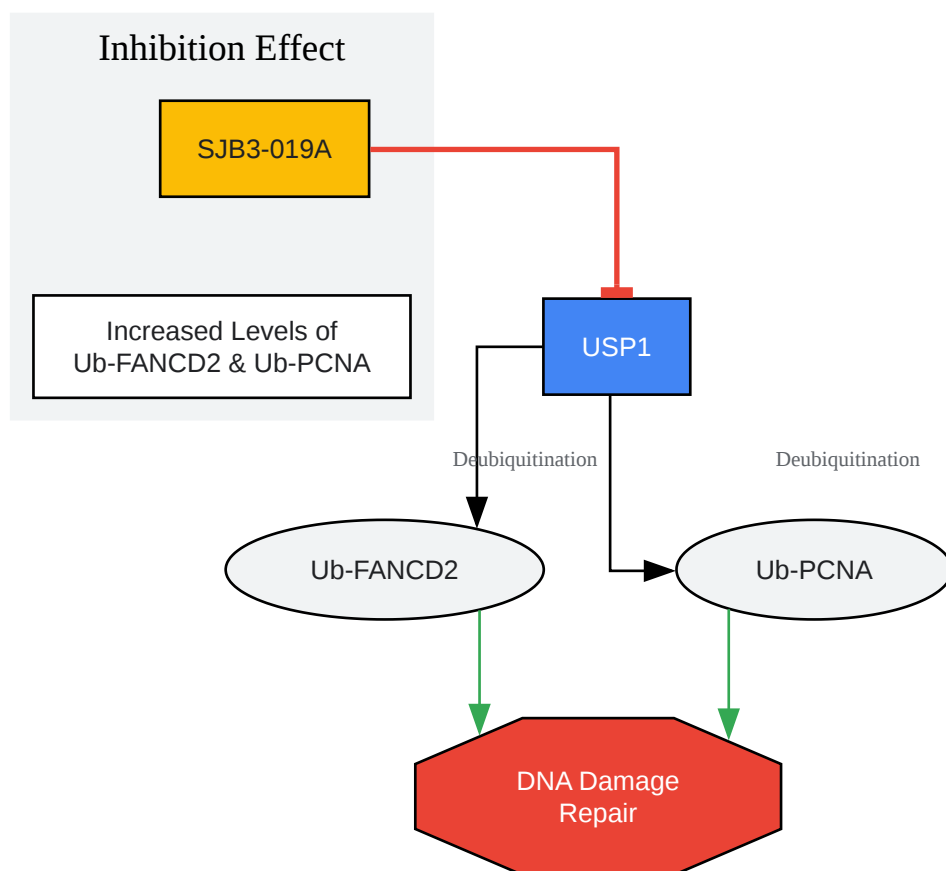 Inhibition Effect
SJB3-019A
Increased Levels of
Ub-FANCD2 & Ub-PCNA
USP1
Deubiquitination
Deubiquitination
Ub-FANCD2
Ub-PCNA
DNA Damage
Repair